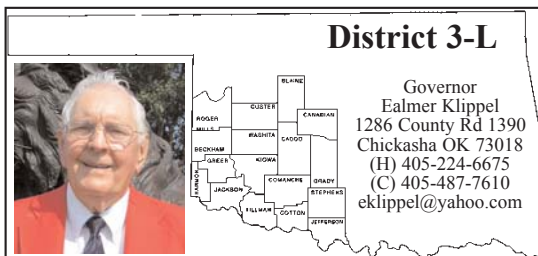 District 3-L
Governor
Ealmer Klippel
1286 County Rd 1390
Chickasha OK 73018
(H) 405-224-6675
(C) 405-487-7610
eklippel@yahoo.com
BLAINE
CUSTER
CANADIAN
ROGER
MILLS
WASHITA
CADDO
BECKHAM
GREER
KIOWA
HARMON
COMANCHE
GRADY
JACKSON
STEPHENS
TILLMAN
COTTON
JEFFERSON